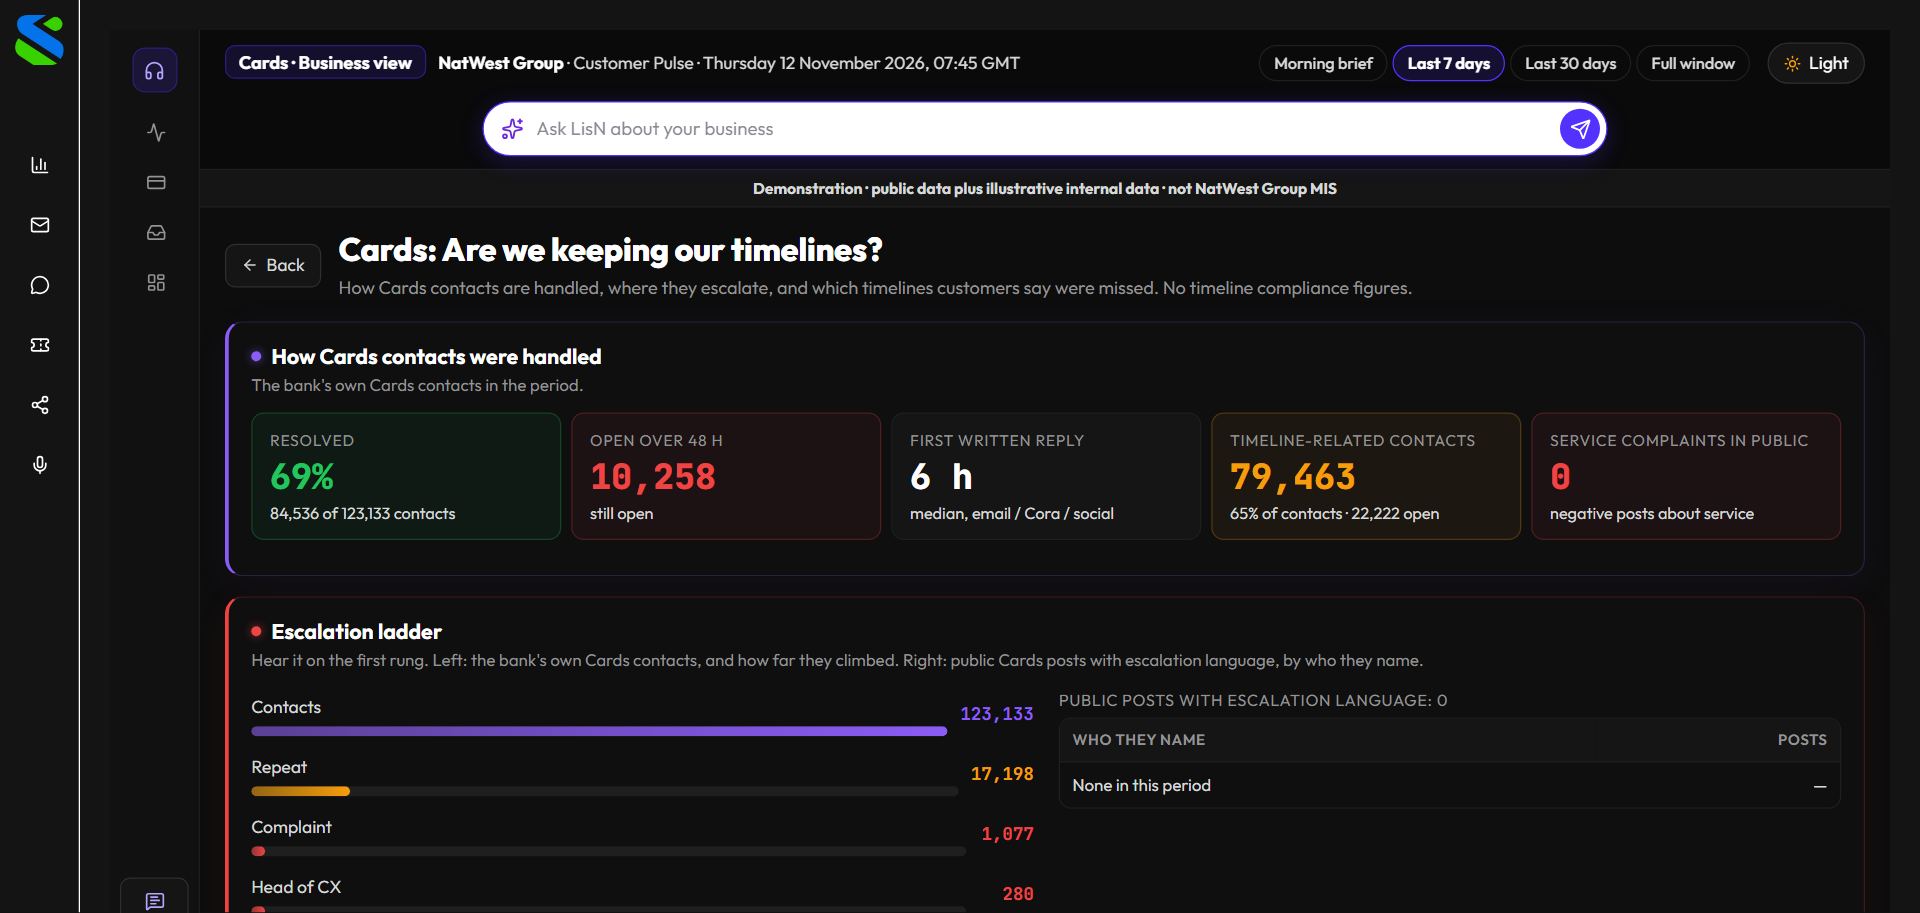 Cards · Business view
NatWest Group · Customer Pulse · Thursday 12 November 2026, 07:45 GMT
Morning brief
Last 7 days
Last 30 days
Full window
Light
Ask LisN about your business
Demonstration · public data plus illustrative internal data · not NatWest Group MIS
Back
Cards: Are we keeping our timelines?
How Cards contacts are handled, where they escalate, and which timelines customers say were missed. No timeline compliance figures.
How Cards contacts were handled
The bank's own Cards contacts in the period.
RESOLVED
69%
84,536 of 123,133 contacts
OPEN OVER 48 H
10,258
still open
FIRST WRITTEN REPLY
6 h
median, email / Cora / social
TIMELINE-RELATED CONTACTS
79,463
65% of contacts · 22,222 open
SERVICE COMPLAINTS IN PUBLIC
0
negative posts about service
Escalation ladder
Hear it on the first rung. Left: the bank's own Cards contacts, and how far they climbed. Right: public Cards posts with escalation language, by who they name.
Contacts
123,133
Repeat
17,198
Complaint
1,077
Head of CX
280
PUBLIC POSTS WITH ESCALATION LANGUAGE: 0
WHO THEY NAME POSTS
None in this period —